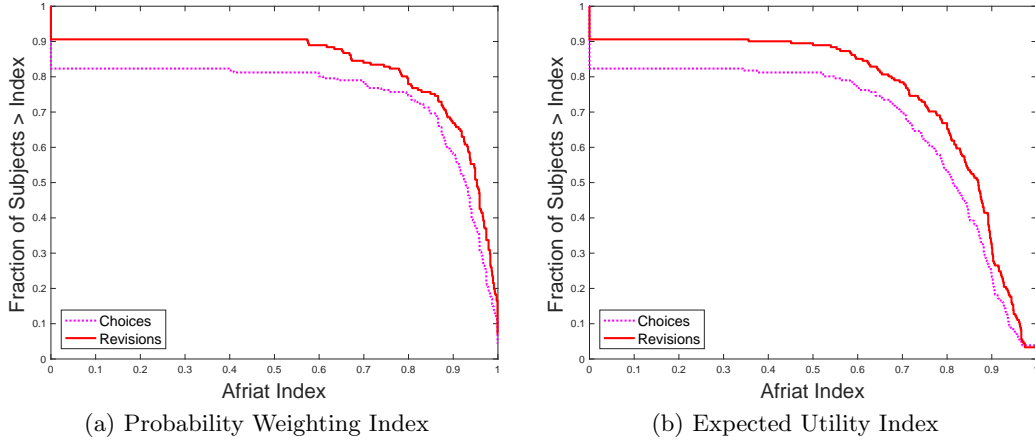 Fraction of Subjects > Index
1
0.9
0.8
0.7
0.6
0.5
0.4
0.3
0.2
0.1
0
Choices
Revisions
0 0.1 0.2 0.3 0.4 0.5 0.6 0.7 0.8 0.9 1
Afriat Index
(a) Probability Weighting Index
Fraction of Subjects > Index
1
0.9
0.8
0.7
0.6
0.5
0.4
0.3
0.2
0.1
0
Choices
Revisions
0 0.1 0.2 0.3 0.4 0.5 0.6 0.7 0.8 0.9 1
Afriat Index
(b) Expected Utility Index